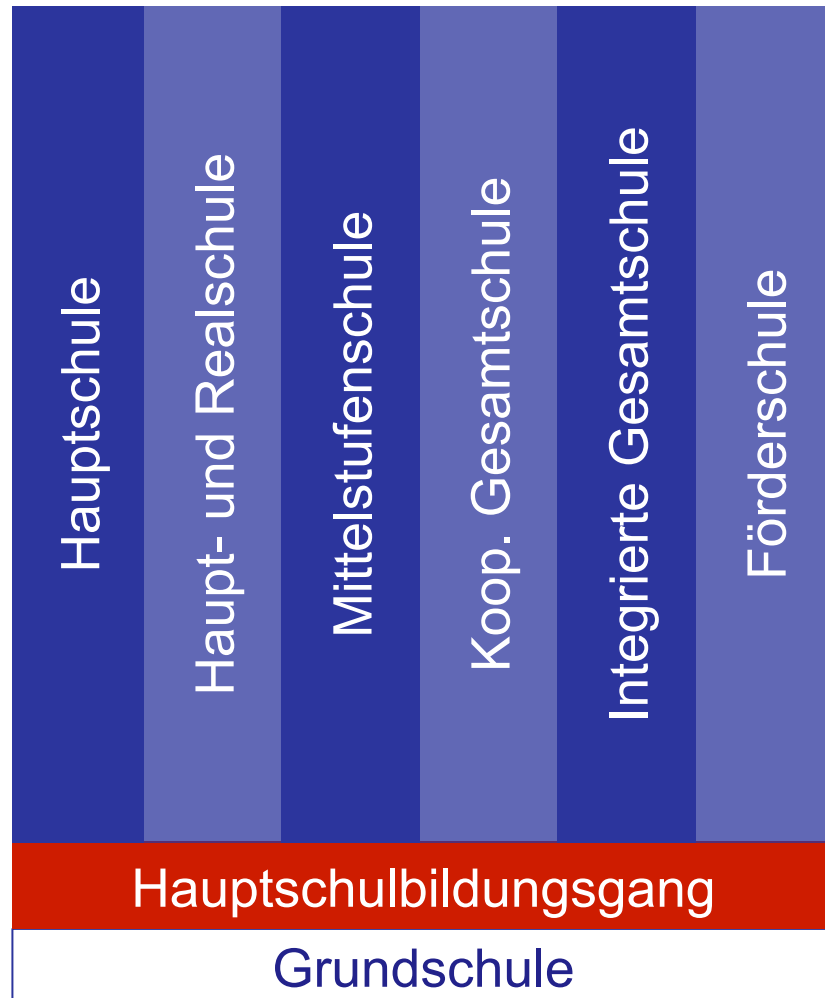 Hauptschule
Haupt- und Realschule
Mittelstufenschule
Koop. Gesamtschule
Integrierte Gesamtschule
Förderschule
Hauptschulbildungsgang
Grundschule